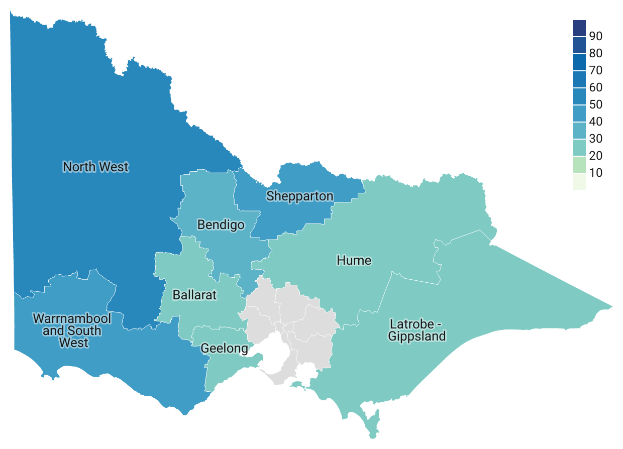 90
80
70
60
50
40
30
20
10
North West
Shepparton
Bendigo
Hume
Ballarat
Warrnambool
and South
West
Latrobe -
Gippsland
Geelong